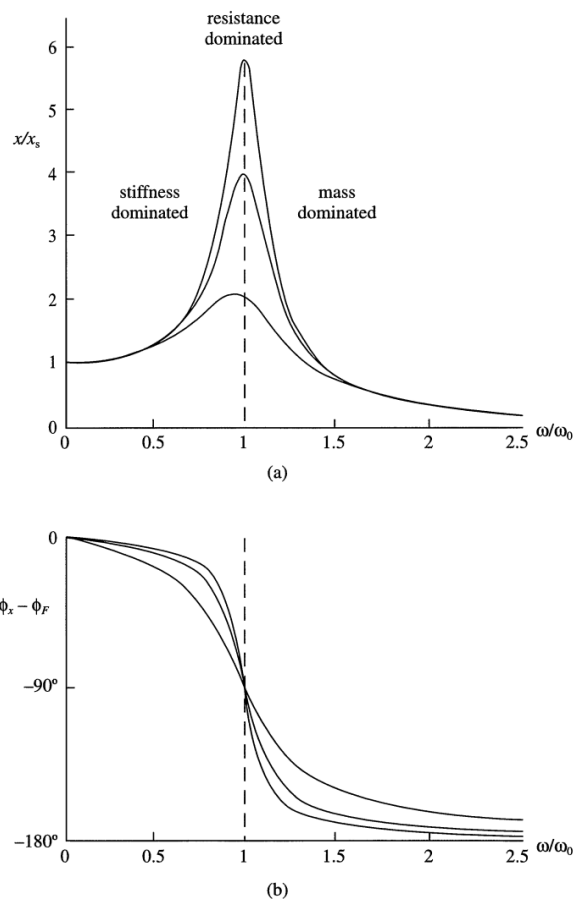 resistance
dominated
6
5
x/xₛ
4
stiffness
dominated
mass
dominated
3
2
1
0
0
0.5
1
1.5
2
2.5
ω/ω₀
(a)
0
ϕₓ – ϕF
–90°
–180°
0
0.5
1
1.5
2
2.5
ω/ω₀
(b)